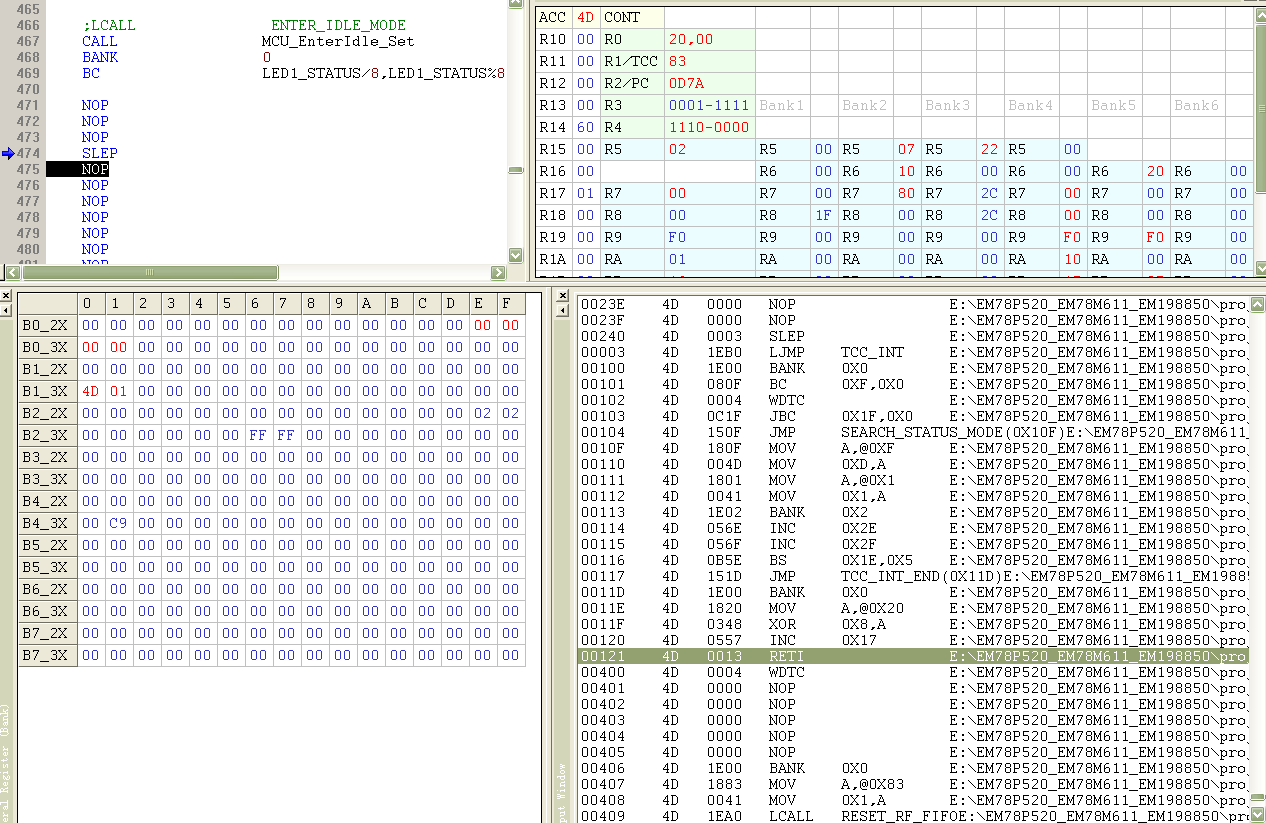 465
466 ;LCALL ENTER_IDLE_MODE
467 CALL MCU_EnterIdle_Set
468 BANK 0
469 BC LED1_STATUS/8,LED1_STATUS%8
470
471 NOP
472 NOP
473 NOP
474 SLEP
475 NOP
476 NOP
477 NOP
478 NOP
479 NOP
480 NOP
ACC 4D CONT
R10 00 R0 20,00
R11 00 R1/TCC 83
R12 00 R2/PC 0D7A
R13 00 R3 0001-1111 Bank1 Bank2 Bank3 Bank4 Bank5 Bank6
R14 60 R4 1110-0000
R15 00 R5 02 R5 00 R5 07 R5 22 R5 00
R16 00 R6 00 R6 10 R6 00 R6 00 R6 20 R6 00
R17 01 R7 00 R7 00 R7 80 R7 2C R7 00 R7 00 R7 00
R18 00 R8 00 R8 1F R8 00 R8 2C R8 00 R8 00 R8 00
R19 00 R9 F0 R9 00 R9 00 R9 00 R9 F0 R9 F0 R9 00
R1A 00 RA 01 RA 00 RA 00 RA 00 RA 10 RA 00 RA 00
0 1 2 3 4 5 6 7 8 9 A B C D E F
B0_2X 00 00 00 00 00 00 00 00 00 00 00 00 00 00 00 00
B0_3X 00 00 00 00 00 00 00 00 00 00 00 00 00 00 00 00
B1_2X 00 00 00 00 00 00 00 00 00 00 00 00 00 00 00 00
B1_3X 4D 01 00 00 00 00 00 00 00 00 00 00 00 00 00 00
B2_2X 00 00 00 00 00 00 00 00 00 00 00 00 00 00 02 02
B2_3X 00 00 00 00 00 00 FF FF 00 00 00 00 00 00 00 00
B3_2X 00 00 00 00 00 00 00 00 00 00 00 00 00 00 00 00
B3_3X 00 00 00 00 00 00 00 00 00 00 00 00 00 00 00 00
B4_2X 00 00 00 00 00 00 00 00 00 00 00 00 00 00 00 00
B4_3X 00 C9 00 00 00 00 00 00 00 00 00 00 00 00 00 00
B5_2X 00 00 00 00 00 00 00 00 00 00 00 00 00 00 00 00
B5_3X 00 00 00 00 00 00 00 00 00 00 00 00 00 00 00 00
B6_2X 00 00 00 00 00 00 00 00 00 00 00 00 00 00 00 00
B6_3X 00 00 00 00 00 00 00 00 00 00 00 00 00 00 00 00
B7_2X 00 00 00 00 00 00 00 00 00 00 00 00 00 00 00 00
B7_3X 00 00 00 00 00 00 00 00 00 00 00 00 00 00 00 00
eral Register (Bank)
put Window
0023E 4D 0000 NOP E:\EM78P520_EM78M611_EM198850\pro
0023F 4D 0000 NOP E:\EM78P520_EM78M611_EM198850\pro
00240 4D 0003 SLEP E:\EM78P520_EM78M611_EM198850\pro
00003 4D 1EB0 LJMP TCC_INT E:\EM78P520_EM78M611_EM198850\pro
00100 4D 1E00 BANK 0X0 E:\EM78P520_EM78M611_EM198850\pro
00101 4D 080F BC 0XF,0X0 E:\EM78P520_EM78M611_EM198850\pro
00102 4D 0004 WDTC E:\EM78P520_EM78M611_EM198850\pro
00103 4D 0C1F JBC 0X1F,0X0 E:\EM78P520_EM78M611_EM198850\pro
00104 4D 150F JMP SEARCH_STATUS_MODE(0X10F)E:\EM78P520_EM78M611_
0010F 4D 180F MOV A,@0XF E:\EM78P520_EM78M611_EM198850\pro
00110 4D 004D MOV 0XD,A E:\EM78P520_EM78M611_EM198850\pro
00111 4D 1801 MOV A,@0X1 E:\EM78P520_EM78M611_EM198850\pro
00112 4D 0041 MOV 0X1,A E:\EM78P520_EM78M611_EM198850\pro
00113 4D 1E02 BANK 0X2 E:\EM78P520_EM78M611_EM198850\pro
00114 4D 056E INC 0X2E E:\EM78P520_EM78M611_EM198850\pro
00115 4D 056F INC 0X2F E:\EM78P520_EM78M611_EM198850\pro
00116 4D 0B5E BS 0X1E,0X5 E:\EM78P520_EM78M611_EM198850\pro
00117 4D 151D JMP TCC_INT_END(0X11D)E:\EM78P520_EM78M611_EM1988
0011D 4D 1E00 BANK 0X0 E:\EM78P520_EM78M611_EM198850\pro
0011E 4D 1820 MOV A,@0X20 E:\EM78P520_EM78M611_EM198850\pro
0011F 4D 0348 XOR 0X8,A E:\EM78P520_EM78M611_EM198850\pro
00120 4D 0557 INC 0X17 E:\EM78P520_EM78M611_EM198850\pro
00121 4D 0013 RETI E:\EM78P520_EM78M611_EM198850\pro
00400 4D 0004 WDTC E:\EM78P520_EM78M611_EM198850\pro
00401 4D 0000 NOP E:\EM78P520_EM78M611_EM198850\pro
00402 4D 0000 NOP E:\EM78P520_EM78M611_EM198850\pro
00403 4D 0000 NOP E:\EM78P520_EM78M611_EM198850\pro
00404 4D 0000 NOP E:\EM78P520_EM78M611_EM198850\pro
00405 4D 0000 NOP E:\EM78P520_EM78M611_EM198850\pro
00406 4D 1E00 BANK 0X0 E:\EM78P520_EM78M611_EM198850\pro
00407 4D 1883 MOV A,@0X83 E:\EM78P520_EM78M611_EM198850\pro
00408 4D 0041 MOV 0X1,A E:\EM78P520_EM78M611_EM198850\pro
00409 4D 1EA0 LCALL RESET_RF_FIFOE:\EM78P520_EM78M611_EM198850\pro